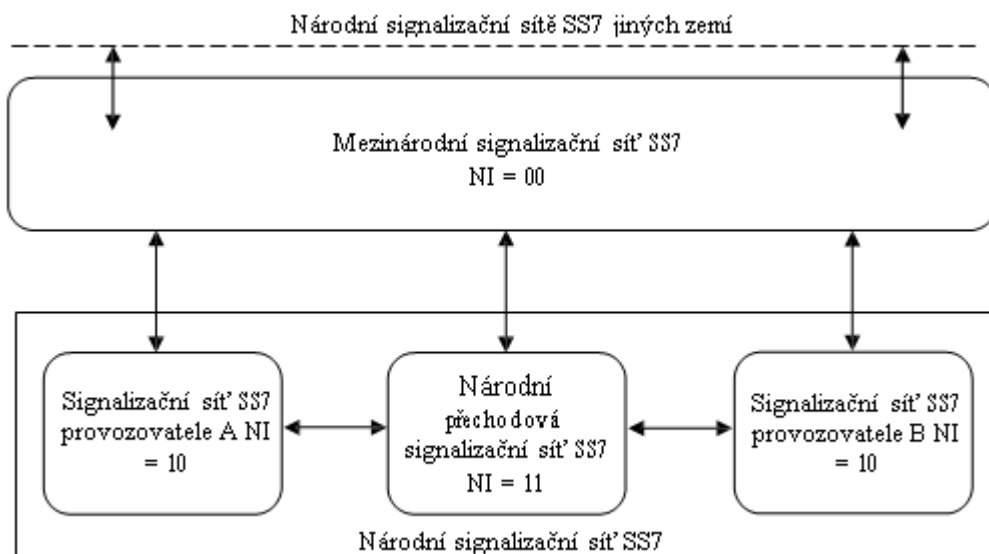 Národní signalizační sítě SS7 jiných zemí
Mezinárodní signalizační síť SS7
NI = 00
Signalizační síť SS7
provozovatele A NI
= 10
Národní
přechodová
signalizační síť SS7
NI = 11
Signalizační síť SS7
provozovatele B NI
= 10
Národní signalizační síť SS7